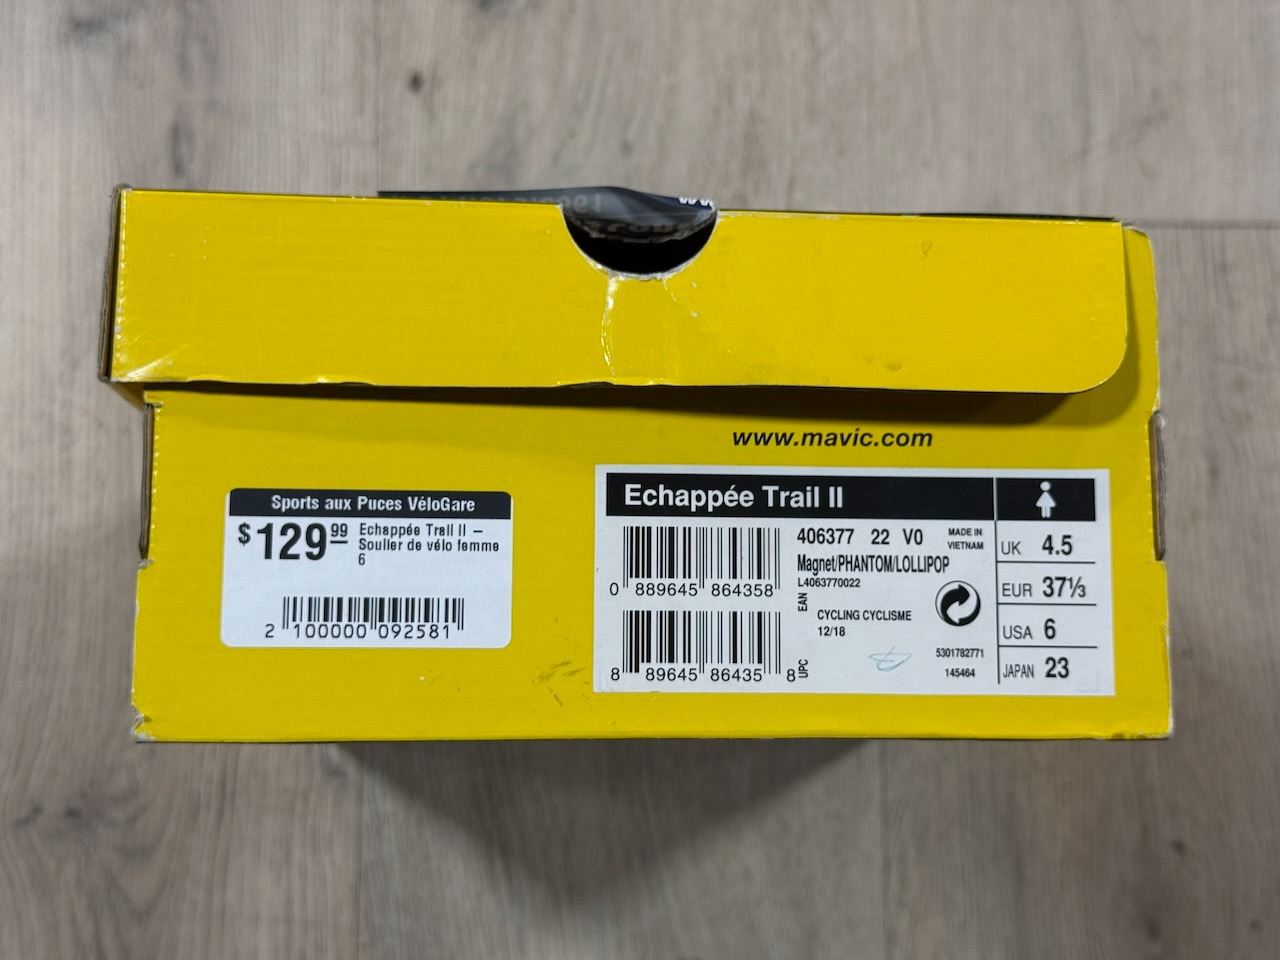 www.mavic.com
Sports aux Puces VéloGare
$129.99
Echappée Trail II –
Soulier de vélo femme
6
2 100000 092581
Echappée Trail II
0 889645 864358
EAN
8 89645 86435 8
UPC
406377 22 V0
MADE IN
VIETNAM
Magnet/PHANTOM/LOLLIPOP
L4063770022
CYCLING CYCLISME
12/18
5301782771
145464
UK 4.5
EUR 37⅓
USA 6
JAPAN 23